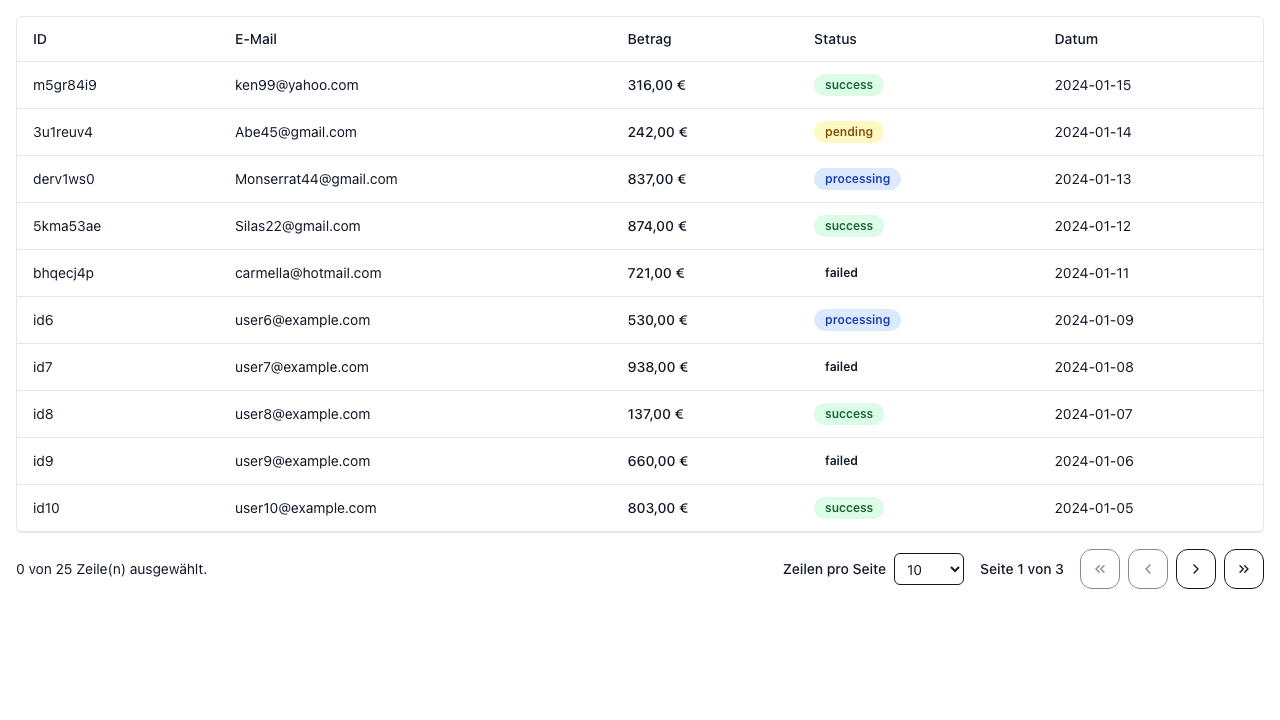 ID E-Mail Betrag Status Datum
m5gr84i9 ken99@yahoo.com 316,00 € success 2024-01-15
3u1reuv4 Abe45@gmail.com 242,00 € pending 2024-01-14
derv1ws0 Monserrat44@gmail.com 837,00 € processing 2024-01-13
5kma53ae Silas22@gmail.com 874,00 € success 2024-01-12
bhqecj4p carmella@hotmail.com 721,00 € failed 2024-01-11
id6 user6@example.com 530,00 € processing 2024-01-09
id7 user7@example.com 938,00 € failed 2024-01-08
id8 user8@example.com 137,00 € success 2024-01-07
id9 user9@example.com 660,00 € failed 2024-01-06
id10 user10@example.com 803,00 € success 2024-01-05
0 von 25 Zeile(n) ausgewählt. Zeilen pro Seite 10 Seite 1 von 3